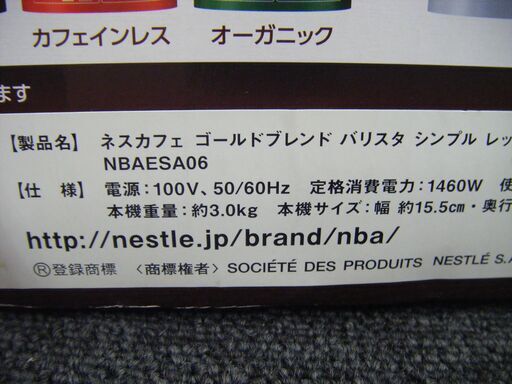 カフェインレス
オーガニック
ます
【製品名】 ネスカフェ ゴールドブレンド バリスタ シンプル レッ
NBAESA06
【仕 様】 電源:100V、50/60Hz 定格消費電力:1460W 使
本機重量:約3.0kg 本機サイズ:幅 約15.5cm・奥行
http://nestle.jp/brand/nba/
Ⓡ登録商標 〈商標権者〉 SOCIÉTÉ DES PRODUITS NESTLÉ S.A